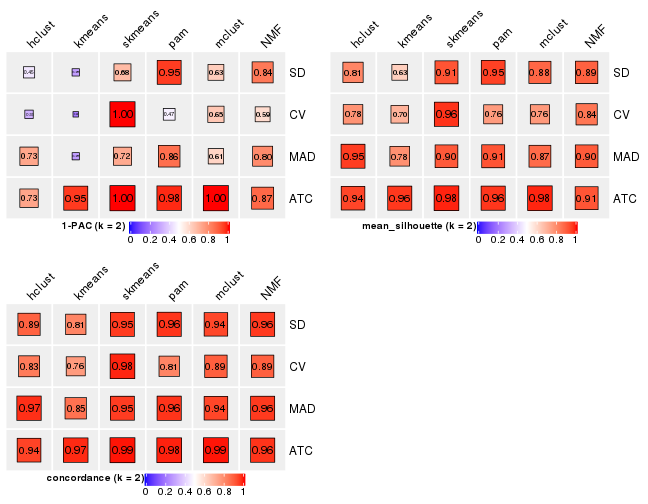 hclust kmeans skmeans pam mclust NMF
0.68 0.95 0.63 0.84 SD
1.00 0.47 0.65 0.59 CV
0.73 0.72 0.86 0.61 0.80 MAD
0.73 0.95 1.00 0.98 1.00 0.87 ATC
1-PAC (k = 2)
0 0.2 0.4 0.6 0.8 1
hclust kmeans skmeans pam mclust NMF
0.81 0.63 0.91 0.95 0.88 0.89 SD
0.78 0.70 0.96 0.76 0.76 0.84 CV
0.95 0.78 0.90 0.91 0.87 0.90 MAD
0.94 0.96 0.98 0.96 0.98 0.91 ATC
mean_silhouette (k = 2)
0 0.2 0.4 0.6 0.8 1
hclust kmeans skmeans pam mclust NMF
0.89 0.81 0.95 0.96 0.94 0.96 SD
0.83 0.76 0.98 0.81 0.89 0.89 CV
0.97 0.85 0.95 0.96 0.94 0.96 MAD
0.94 0.97 0.99 0.98 0.99 0.96 ATC
concordance (k = 2)
0 0.2 0.4 0.6 0.8 1